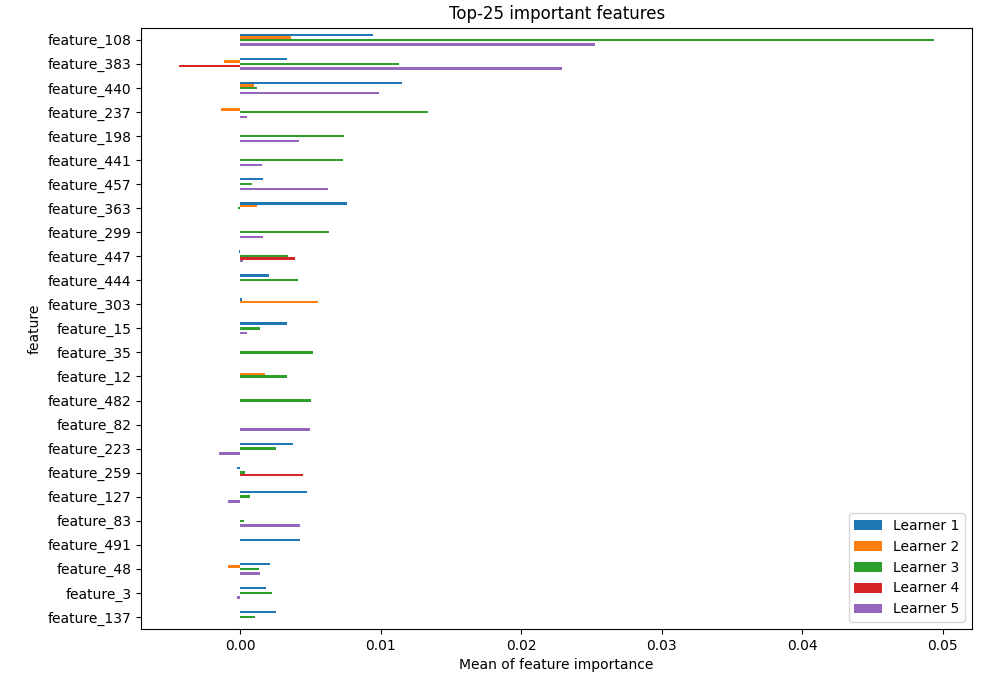 Top-25 important features
feature_108
feature_383
feature_440
feature_237
feature_198
feature_441
feature_457
feature_363
feature_299
feature_447
feature_444
feature_303
feature_15
feature_35
feature_12
feature_482
feature_82
feature_223
feature_259
feature_127
feature_83
feature_491
feature_48
feature_3
feature_137
feature
Learner 1
Learner 2
Learner 3
Learner 4
Learner 5
0.00 0.01 0.02 0.03 0.04 0.05
Mean of feature importance